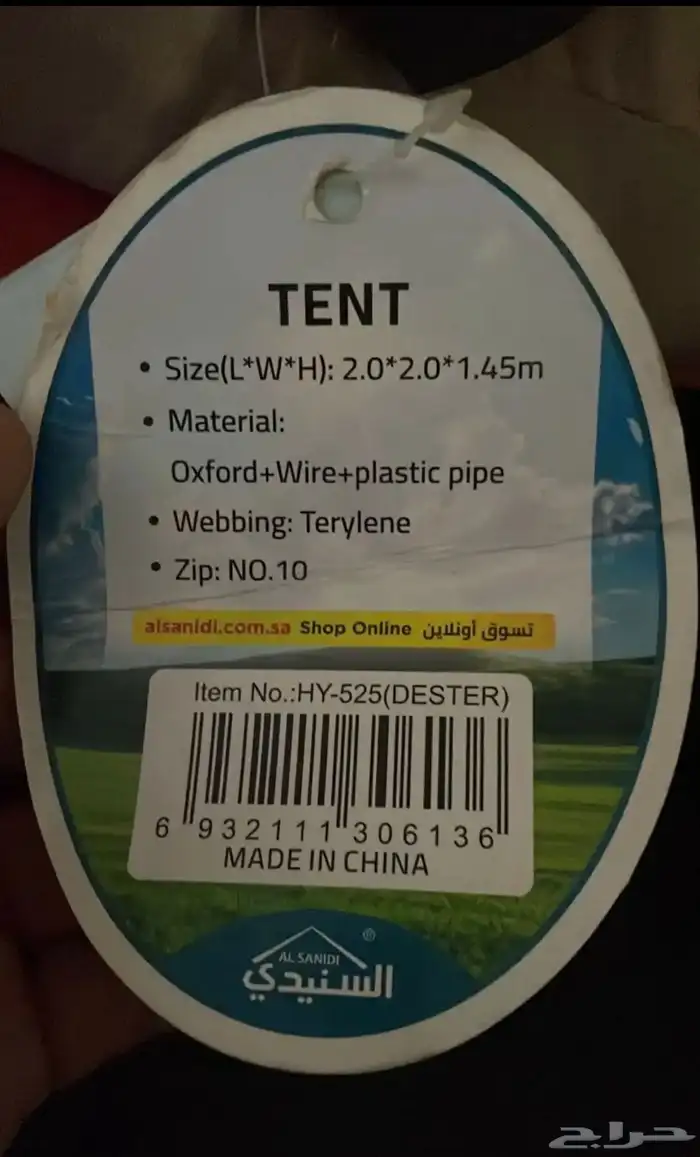 TENT
• Size(L*W*H): 2.0*2.0*1.45m
• Material:
Oxford+Wire+plastic pipe
• Webbing: Terylene
• Zip: NO.10
alsanidi.com.sa Shop Online تسوق أونلاين
Item No.:HY-525(DESTER)
6 932111 306136
MADE IN CHINA
®
AL SANIDI
السنيدي
حراج